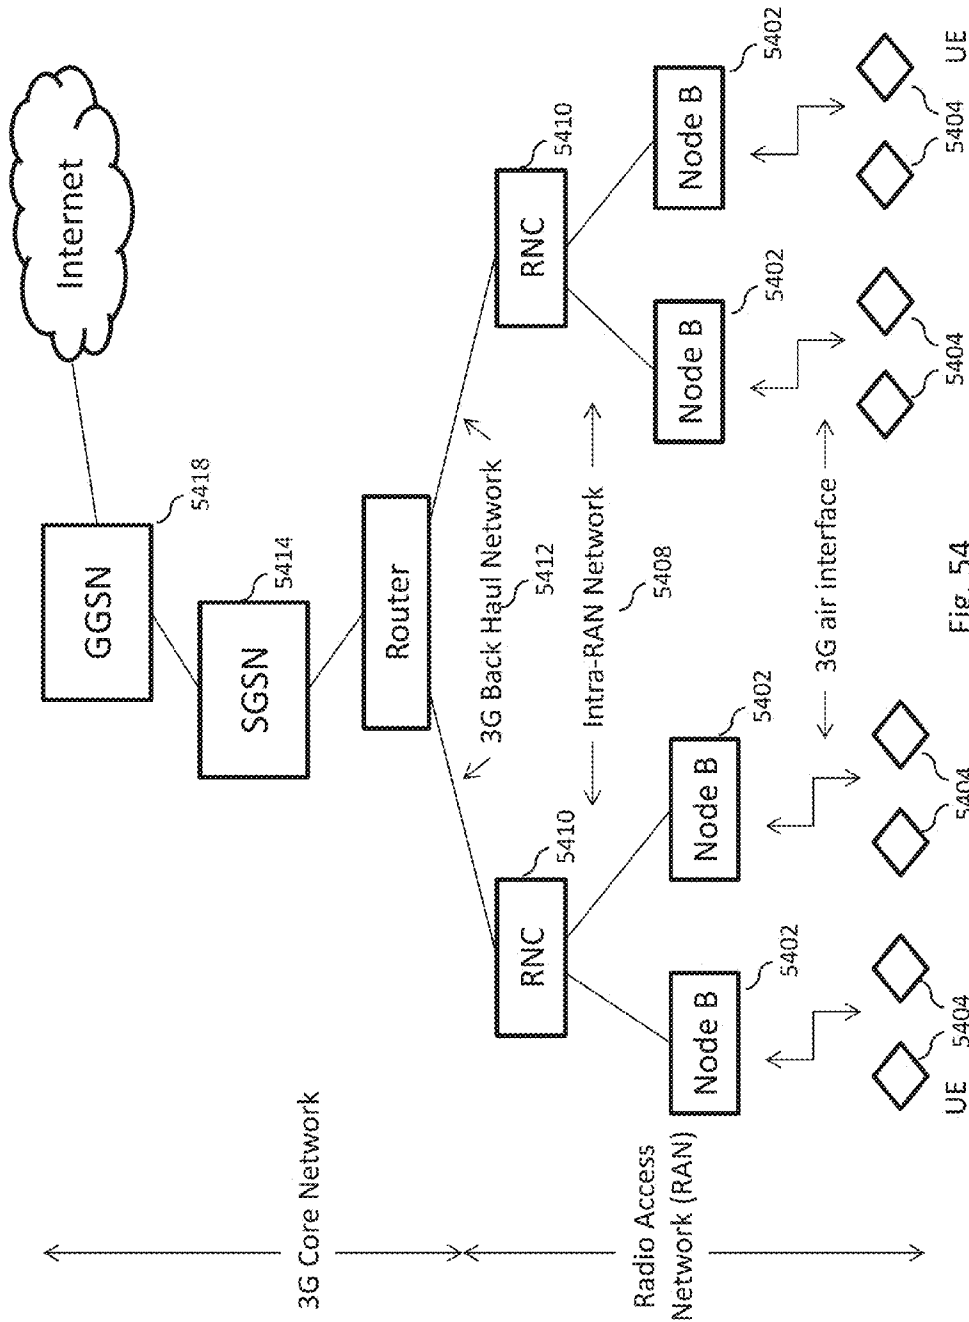 Internet
GGSN
5418
SGSN
5414
Router
3G Core Network
3G Back Haul Network
5412
RNC
5410
RNC
5410
Intra-RAN Network
5408
Radio Access
Network (RAN)
Node B
5402
Node B
5402
Node B
5402
Node B
5402
3G air interface
UE
5404
5404
5404
5404
UE
Fig. 54